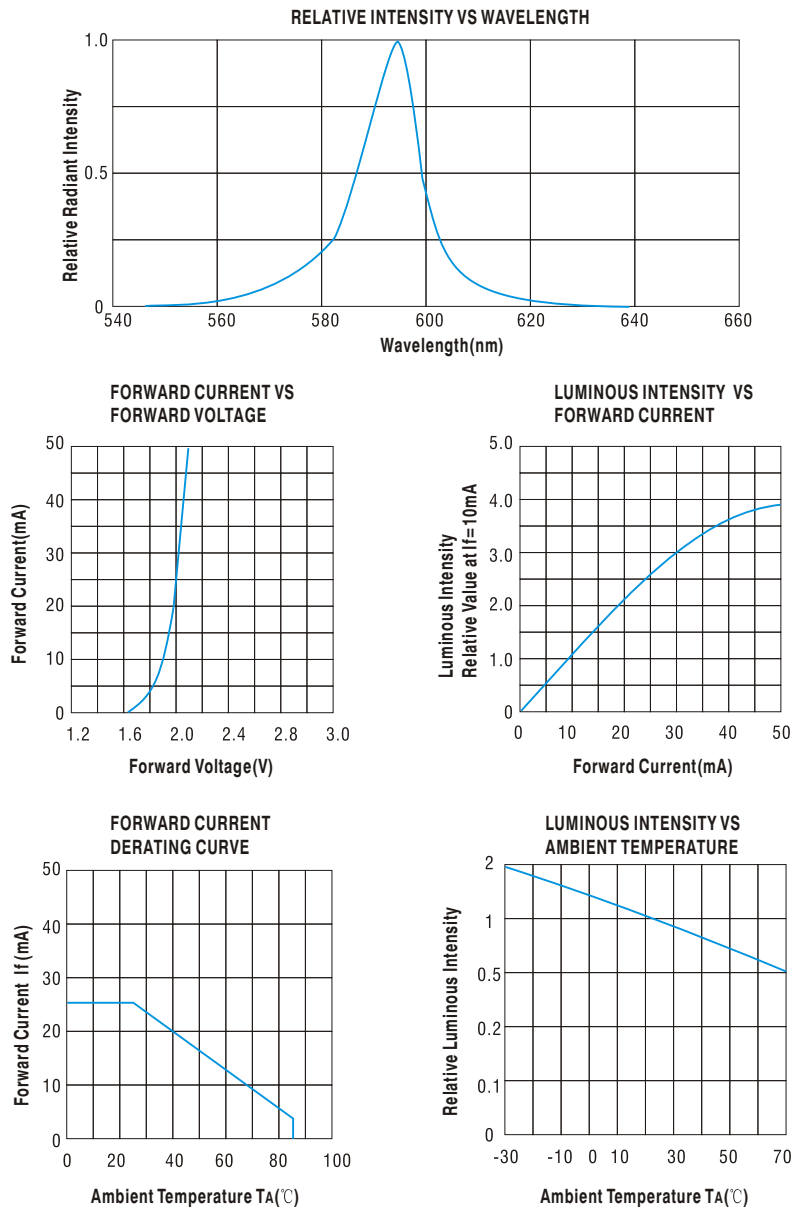 RELATIVE INTENSITY VS WAVELENGTH
Relative Radiant Intensity
1.0
0.5
0
540 560 580 600 620 640 660
Wavelength(nm)
FORWARD CURRENT VS
FORWARD VOLTAGE
Forward Current(mA)
50
40
30
20
10
0
1.2 1.6 2.0 2.4 2.8 3.0
Forward Voltage(V)
LUMINOUS INTENSITY VS
FORWARD CURRENT
Luminous Intensity
Relative Value at If=10mA
5.0
4.0
3.0
2.0
1.0
0
0 10 20 30 40 50
Forward Current(mA)
FORWARD CURRENT
DERATING CURVE
Forward Current If (mA)
50
40
30
20
10
0
0 20 40 60 80 100
Ambient Temperature TA(℃)
LUMINOUS INTENSITY VS
AMBIENT TEMPERATURE
Relative Luminous Intensity
2
1
0.5
0.2
0.1
0
-30 -10 0 10 30 50 70
Ambient Temperature TA(℃)